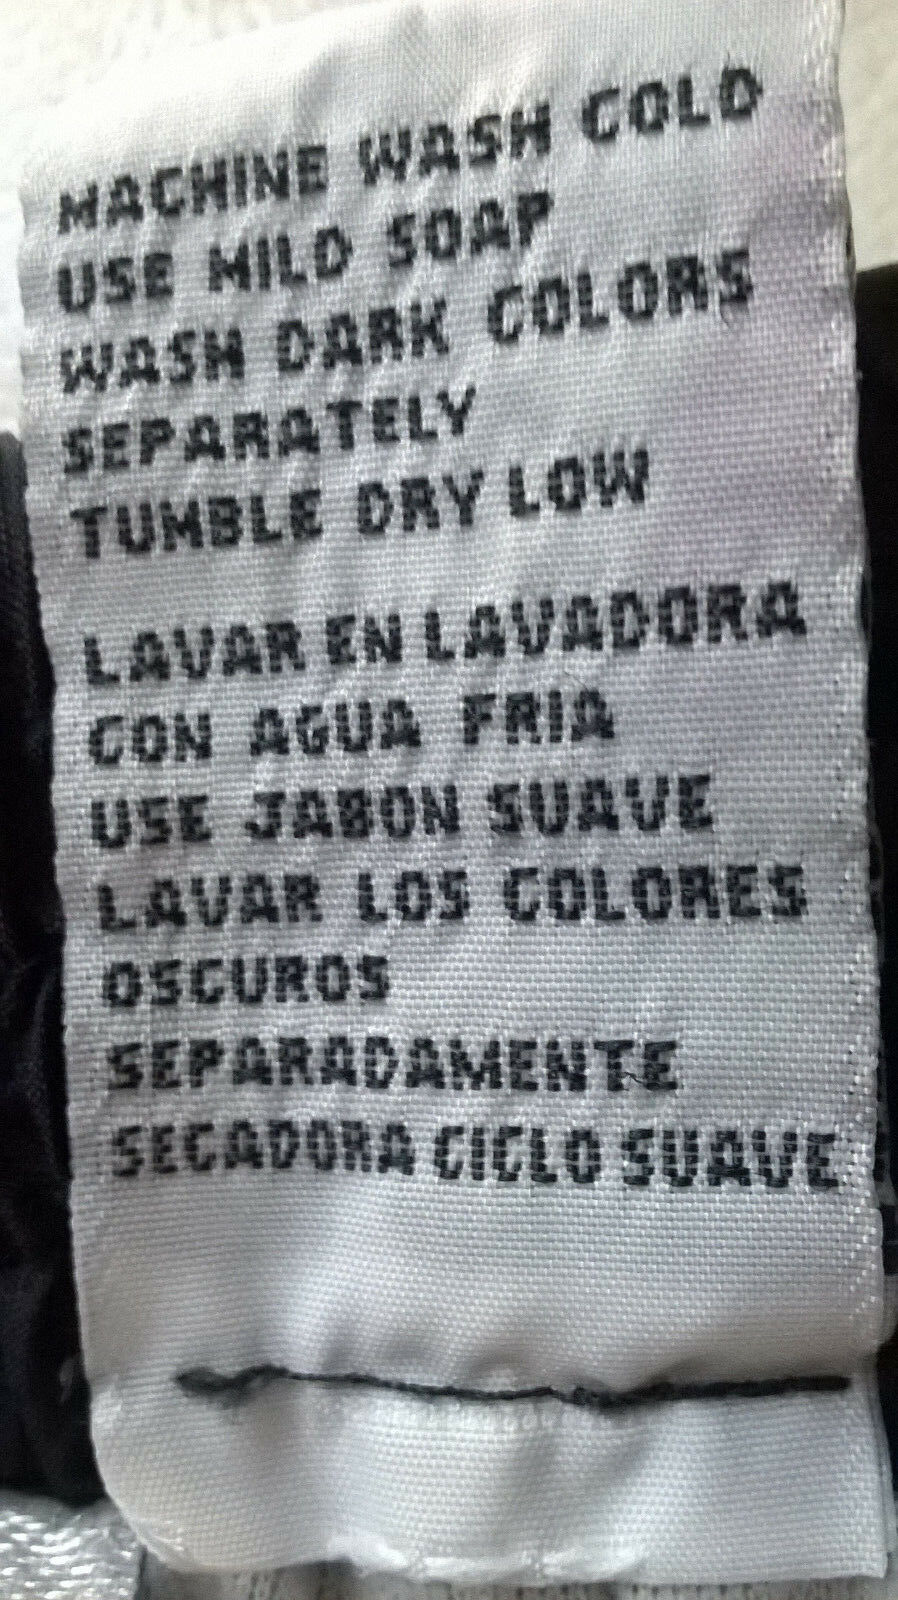 MACHINE WASH COLD
USE MILD SOAP
WASH DARK COLORS
SEPARATELY
TUMBLE DRY LOW
LAVAR EN LAVADORA
CON AGUA FRIA
USE JABON SUAVE
LAVAR LOS COLORES
OSCUROS
SEPARADAMENTE
SECADORA CICLO SUAVE